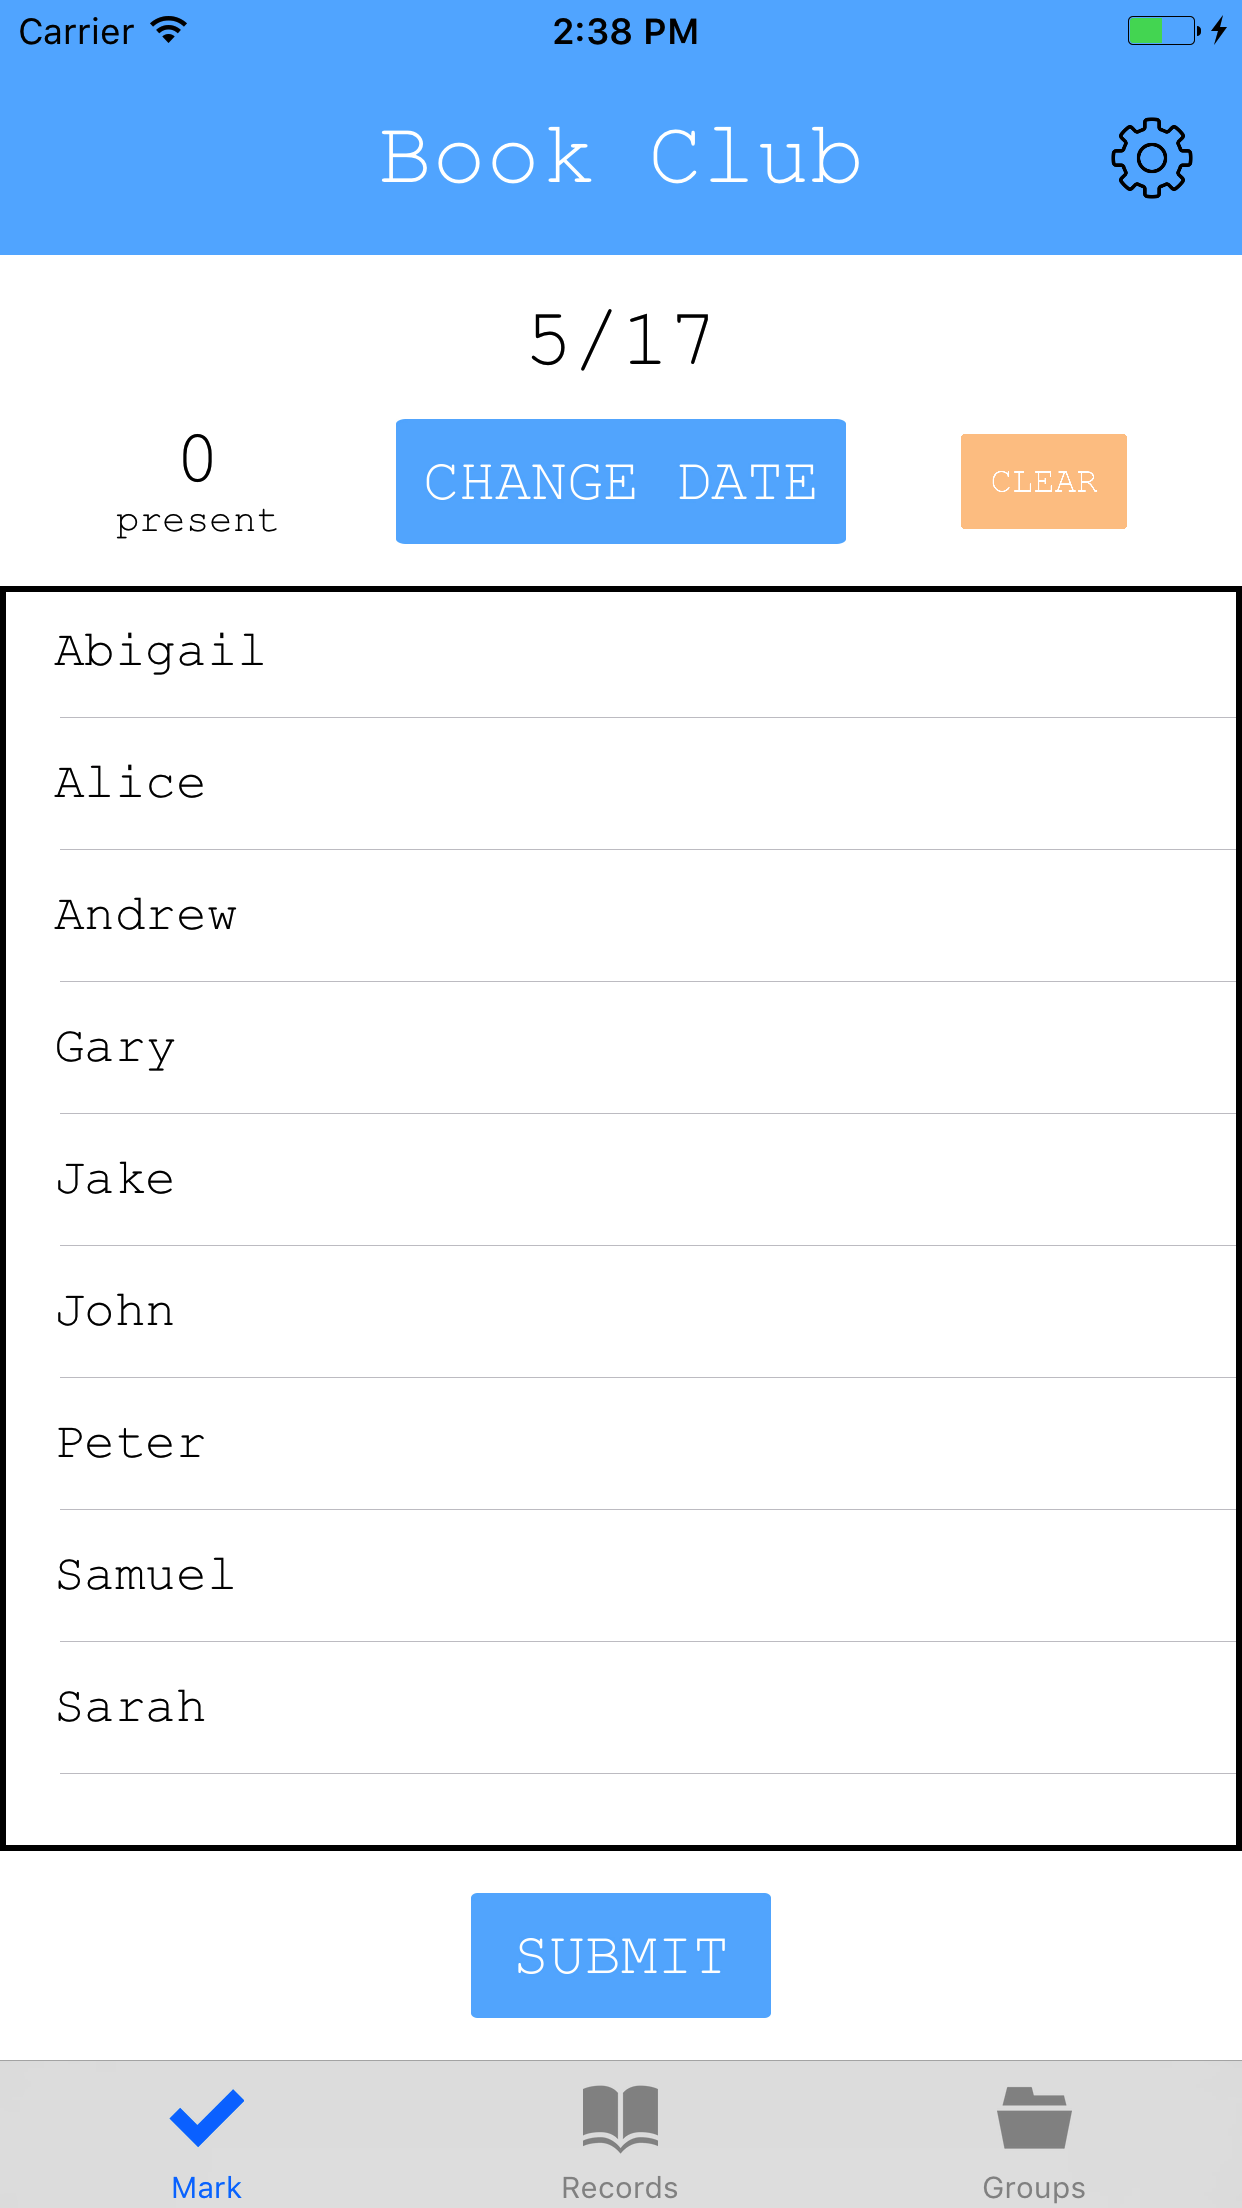 Carrier 2:38 PM
Book Club
5/17
0
present
CHANGE DATE
CLEAR
Abigail
Alice
Andrew
Gary
Jake
John
Peter
Samuel
Sarah
SUBMIT
Mark Records Groups